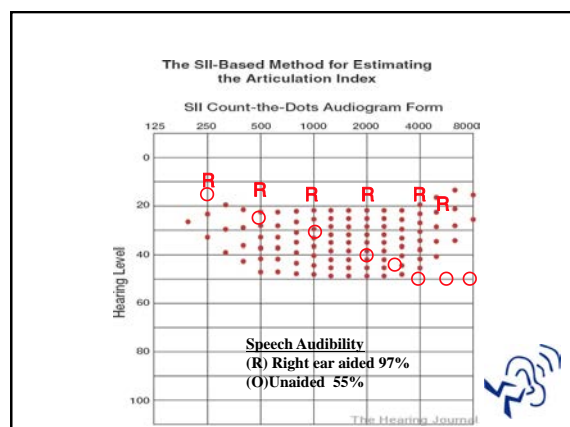 The SII-Based Method for Estimating
the Articulation Index
SII Count-the-Dots Audiogram Form
125 250 500 1000 2000 4000 8000
0
20
40
60
80
100
Hearing Level
R R R R R R
Speech Audibility
(R) Right ear aided 97%
(O)Unaided 55%
The Hearing Journal